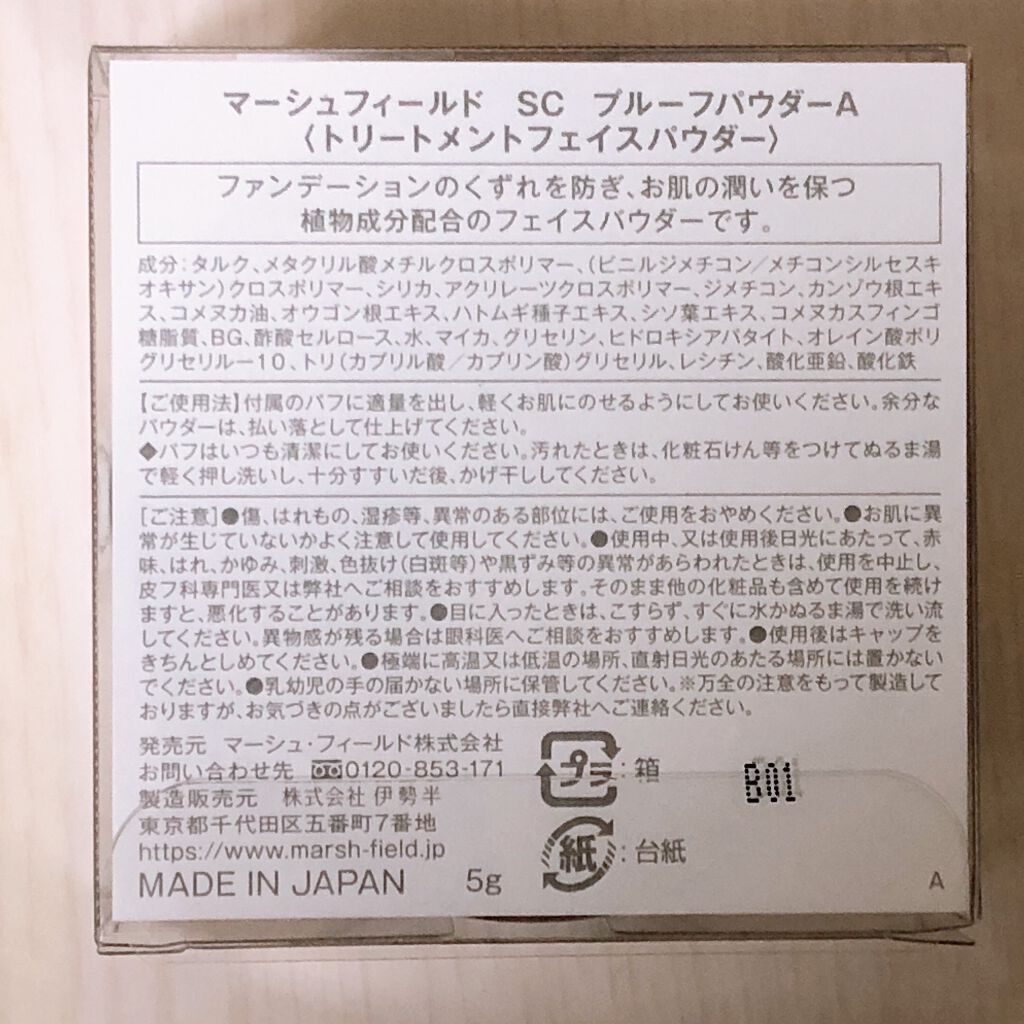 マーシュフィールド SC プルーフパウダーA
〈トリートメントフェイスパウダー〉
ファンデーションのくずれを防ぎ、お肌の潤いを保つ
植物成分配合のフェイスパウダーです。
成分：タルク、メタクリル酸メチルクロスポリマー、（ビニルジメチコン／メチコンシルセスキ
オキサン）クロスポリマー、シリカ、アクリレーツクロスポリマー、ジメチコン、カンゾウ根エキ
ス、コメヌカ油、オウゴン根エキス、ハトムギ種子エキス、シソ葉エキス、コメヌカスフィンゴ
糖脂質、BG、酢酸セルロース、水、マイカ、グリセリン、ヒドロキシアパタイト、オレイン酸ポリ
グリセリル－10、トリ（カプリル酸／カプリン酸）グリセリル、レシチン、酸化亜鉛、酸化鉄
【ご使用法】付属のパフに適量を出し、軽くお肌にのせるようにしてお使いください。余分な
パウダーは、払い落として仕上げてください。
◆パフはいつも清潔にしてお使いください。汚れたときは、化粧石けん等をつけてぬるま湯
で軽く押し洗いし、十分すすいだ後、かげ干ししてください。
［ご注意］●傷、はれもの、湿疹等、異常のある部位には、ご使用をおやめください。●お肌に異
常が生じていないかよく注意して使用してください。●使用中、又は使用後日光にあたって、赤
味、はれ、かゆみ、刺激、色抜け（白斑等）や黒ずみ等の異常があらわれたときは、使用を中止し、
皮フ科専門医又は弊社へご相談をおすすめします。そのまま他の化粧品も含めて使用を続け
ますと、悪化することがあります。●目に入ったときは、こすらず、すぐに水かぬるま湯で洗い流
してください。異物感が残る場合は眼科医へご相談をおすすめします。●使用後はキャップを
きちんとしめてください。●極端に高温又は低温の場所、直射日光のあたる場所には置かない
でください。●乳幼児の手の届かない場所に保管してください。※万全の注意をもって製造して
おりますが、お気づきの点がございましたら直接弊社へご連絡ください。
発売元 マーシュ・フィールド株式会社
お問い合わせ先 0120-853-171
製造販売元 株式会社 伊勢半
東京都千代田区五番町7番地
https://www.marsh-field.jp
MADE IN JAPAN 5g
プラ：箱
紙：台紙
R01
A